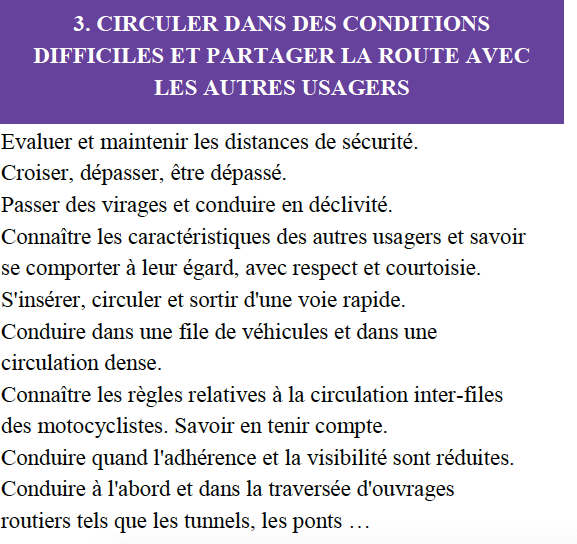 3. CIRCULER DANS DES CONDITIONS
DIFFICILES ET PARTAGER LA ROUTE AVEC
LES AUTRES USAGERS
Evaluer et maintenir les distances de sécurité.
Croiser, dépasser, être dépassé.
Passer des virages et conduire en déclivité.
Connaître les caractéristiques des autres usagers et savoir
se comporter à leur égard, avec respect et courtoisie.
S'insérer, circuler et sortir d'une voie rapide.
Conduire dans une file de véhicules et dans une
circulation dense.
Connaître les règles relatives à la circulation inter-files
des motocyclistes. Savoir en tenir compte.
Conduire quand l'adhérence et la visibilité sont réduites.
Conduire à l'abord et dans la traversée d'ouvrages
routiers tels que les tunnels, les ponts …